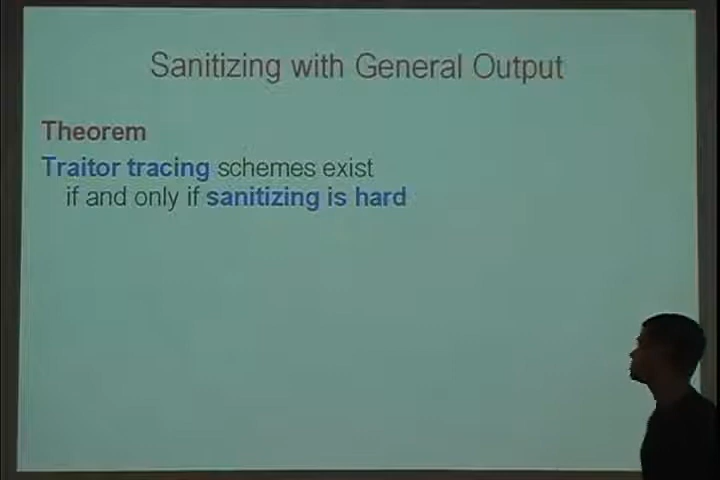 Sanitizing with General Output
Theorem
Traitor tracing schemes exist
if and only if sanitizing is hard